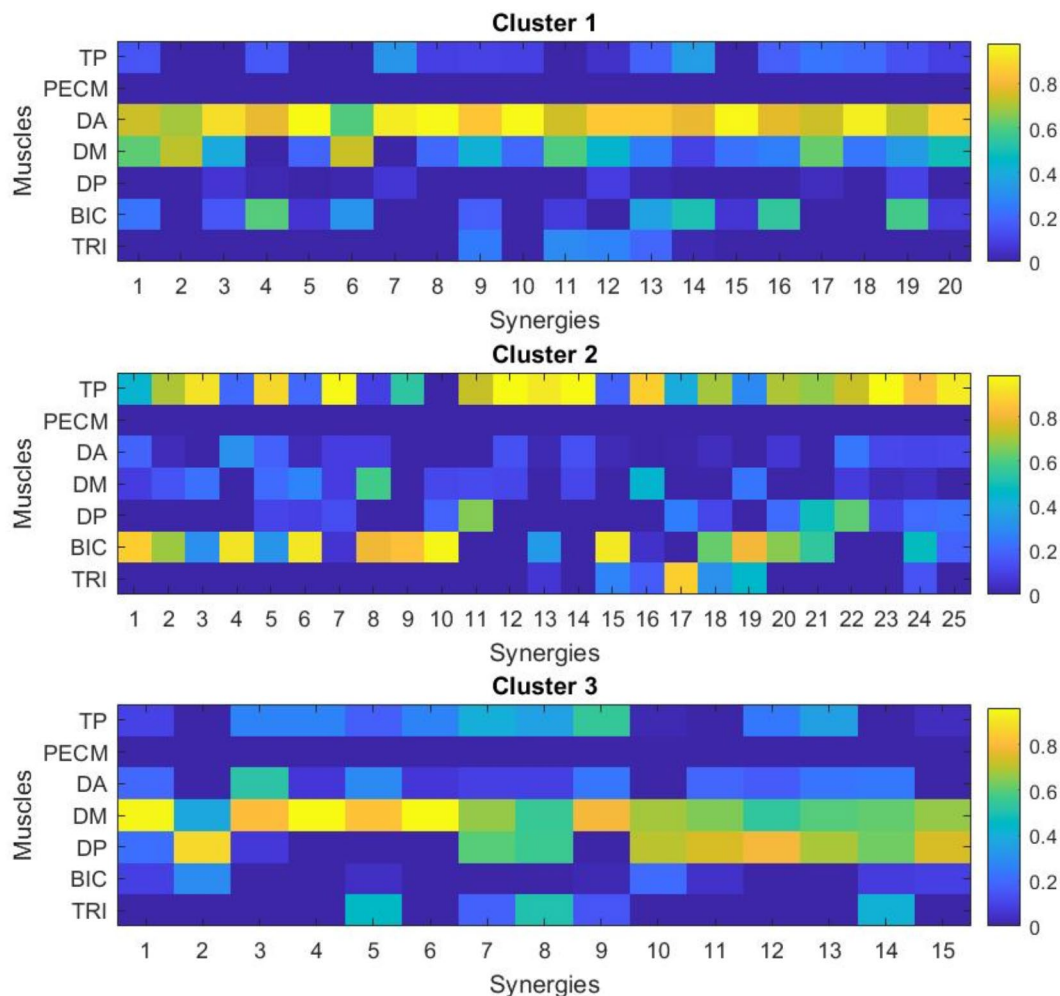 Cluster 1
Muscles
TP
PECM
DA
DM
DP
BIC
TRI
0.8
0.6
0.4
0.2
0
1 2 3 4 5 6 7 8 9 10 11 12 13 14 15 16 17 18 19 20
Synergies
Cluster 2
Muscles
TP
PECM
DA
DM
DP
BIC
TRI
0.8
0.6
0.4
0.2
0
1 2 3 4 5 6 7 8 9 10 11 12 13 14 15 16 17 18 19 20 21 22 23 24 25
Synergies
Cluster 3
Muscles
TP
PECM
DA
DM
DP
BIC
TRI
0.8
0.6
0.4
0.2
0
1 2 3 4 5 6 7 8 9 10 11 12 13 14 15
Synergies